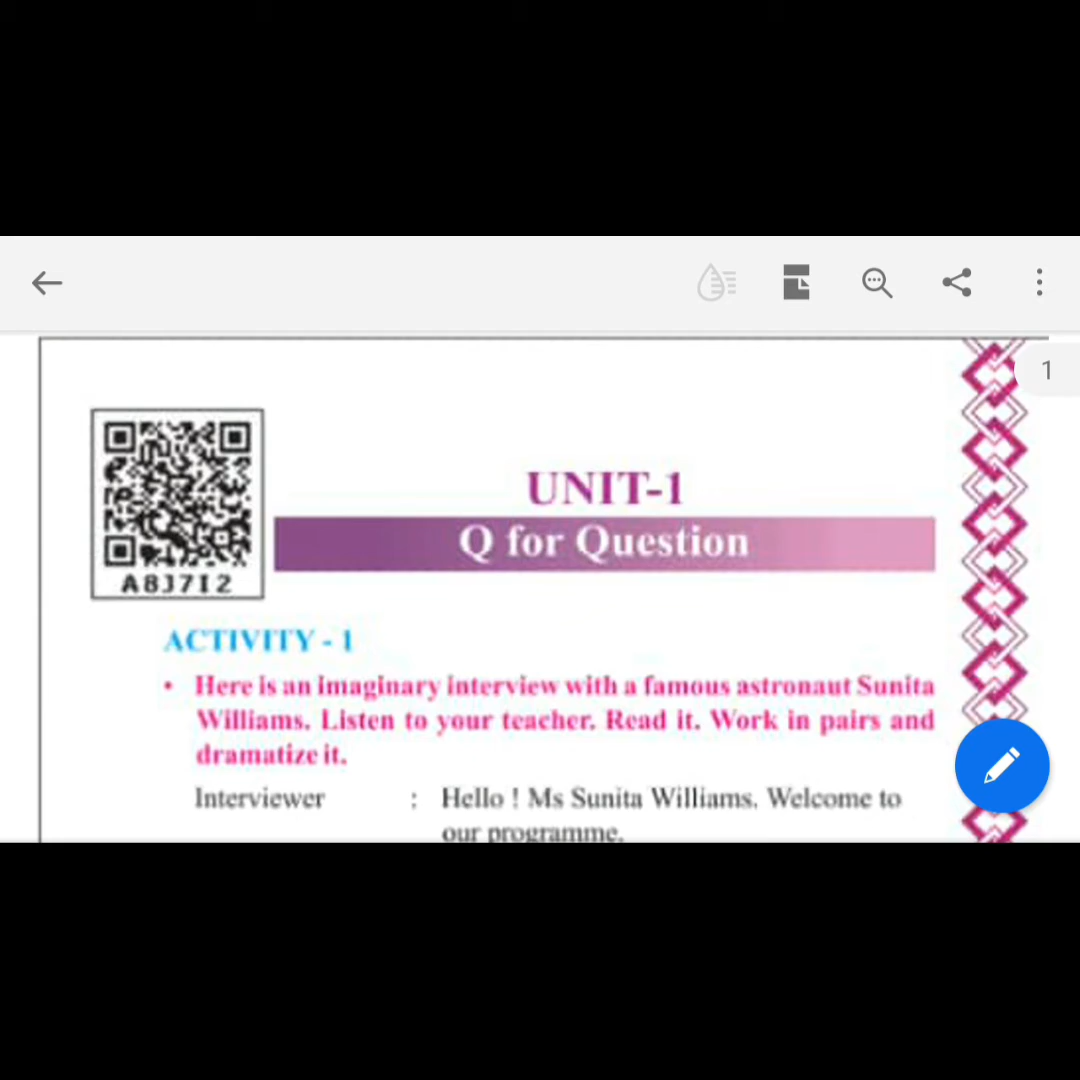 1
UNIT-1
Q for Question
A8J7I2
ACTIVITY - 1
• Here is an imaginary interview with a famous astronaut Sunita
Williams. Listen to your teacher. Read it. Work in pairs and
dramatize it.
Interviewer : Hello ! Ms Sunita Williams. Welcome to
our programme.